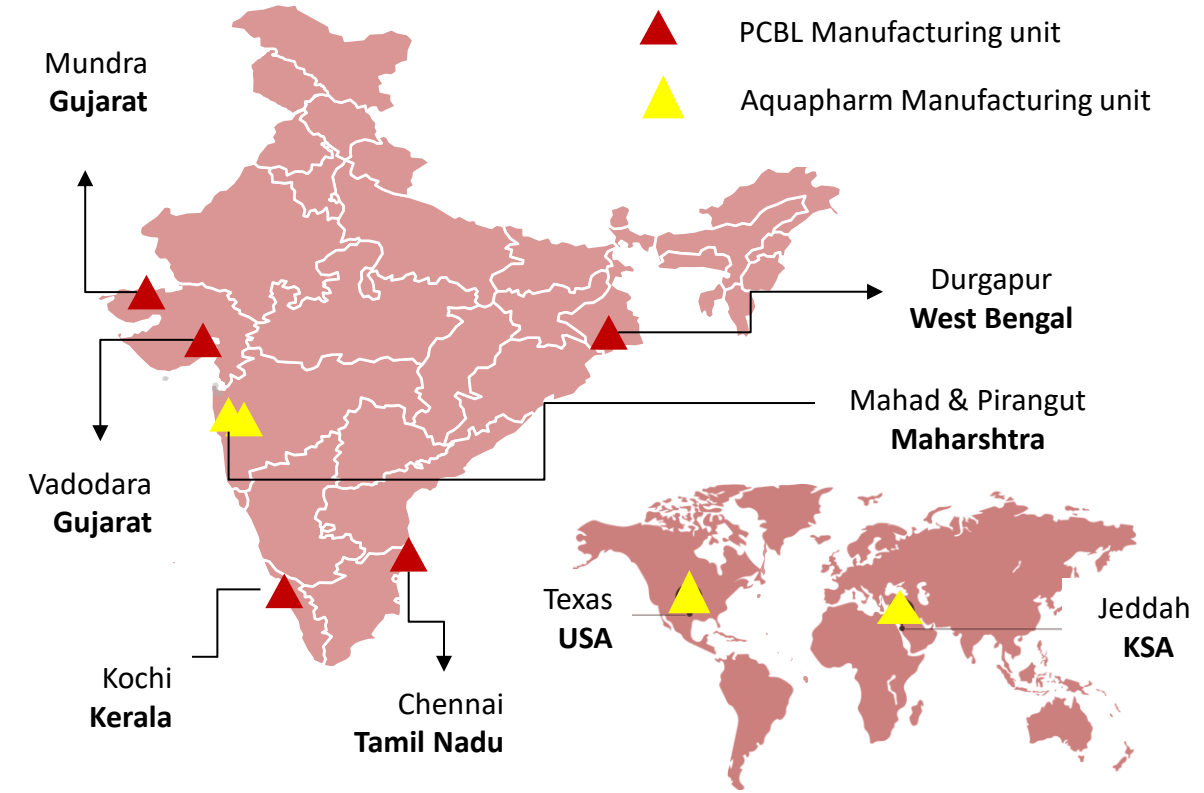 PCBL Manufacturing unit
Aquapharm Manufacturing unit
Mundra
Gujarat
Durgapur
West Bengal
Mahad & Pirangut
Maharshtra
Vadodara
Gujarat
Texas
USA
Jeddah
KSA
Kochi
Kerala
Chennai
Tamil Nadu